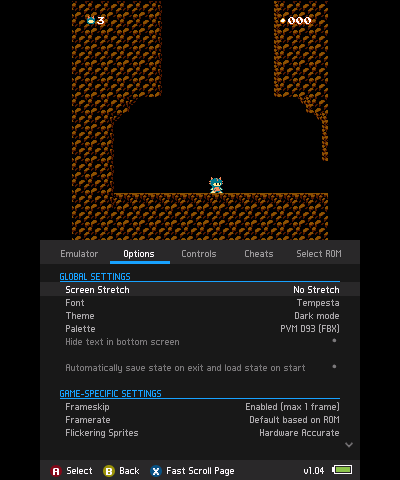 3 000
Emulator Options Controls Cheats Select ROM
GLOBAL SETTINGS
Screen Stretch No Stretch
Font Tempesta
Theme Dark mode
Palette PVM D93 (FBX)
Hide text in bottom screen
Automatically save state on exit and load state on start
GAME-SPECIFIC SETTINGS
Frameskip Enabled (max 1 frame)
Framerate Default based on ROM
Flickering Sprites Hardware Accurate
A Select B Back X Fast Scroll Page v1.04